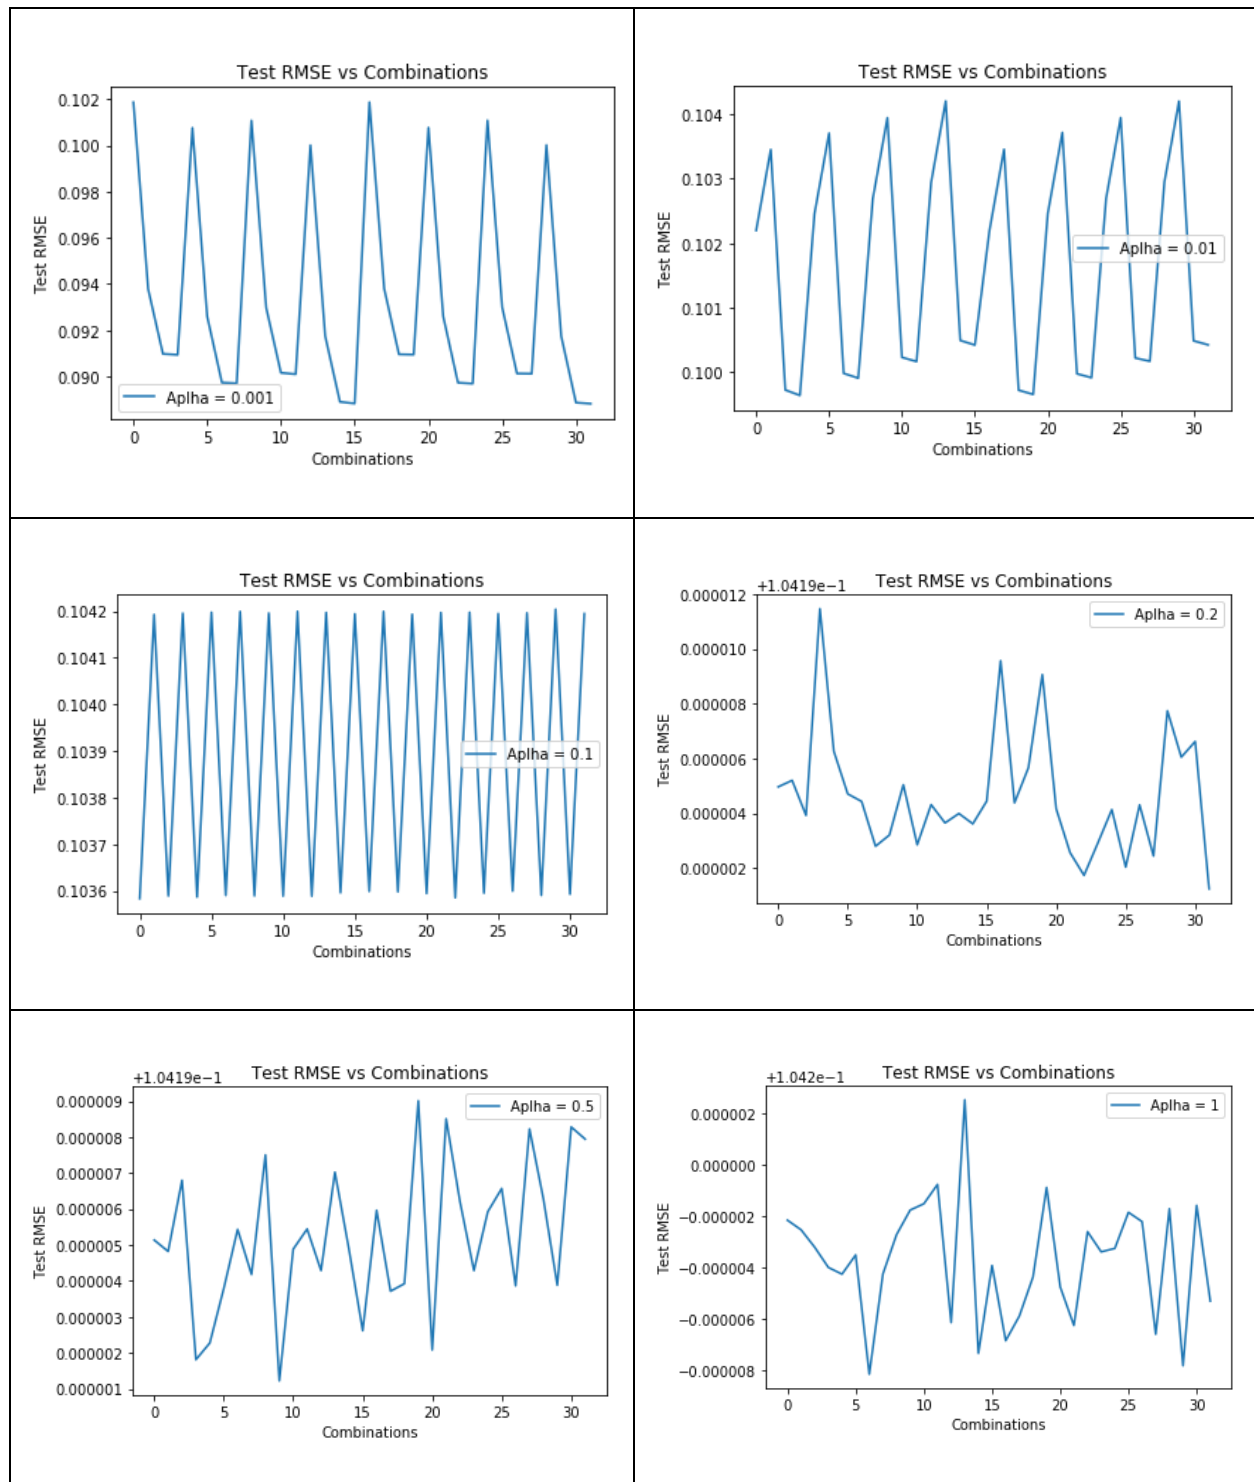 Test RMSE vs Combinations
0.102
0.100
0.098
0.096
0.094
0.092
0.090
Test RMSE
Aplha = 0.001
0 5 10 15 20 25 30
Combinations
Test RMSE vs Combinations
0.104
0.103
0.102
0.101
0.100
Test RMSE
Aplha = 0.01
0 5 10 15 20 25 30
Combinations
Test RMSE vs Combinations
0.1042
0.1041
0.1040
0.1039
0.1038
0.1037
0.1036
Test RMSE
Aplha = 0.1
0 5 10 15 20 25 30
Combinations
+1.0419e−1 Test RMSE vs Combinations
0.000012
0.000010
0.000008
0.000006
0.000004
0.000002
Test RMSE
Aplha = 0.2
0 5 10 15 20 25 30
Combinations
+1.0419e−1 Test RMSE vs Combinations
0.000009
0.000008
0.000007
0.000006
0.000005
0.000004
0.000003
0.000002
0.000001
Test RMSE
Aplha = 0.5
0 5 10 15 20 25 30
Combinations
+1.042e−1 Test RMSE vs Combinations
0.000002
0.000000
−0.000002
−0.000004
−0.000006
−0.000008
Test RMSE
Aplha = 1
0 5 10 15 20 25 30
Combinations